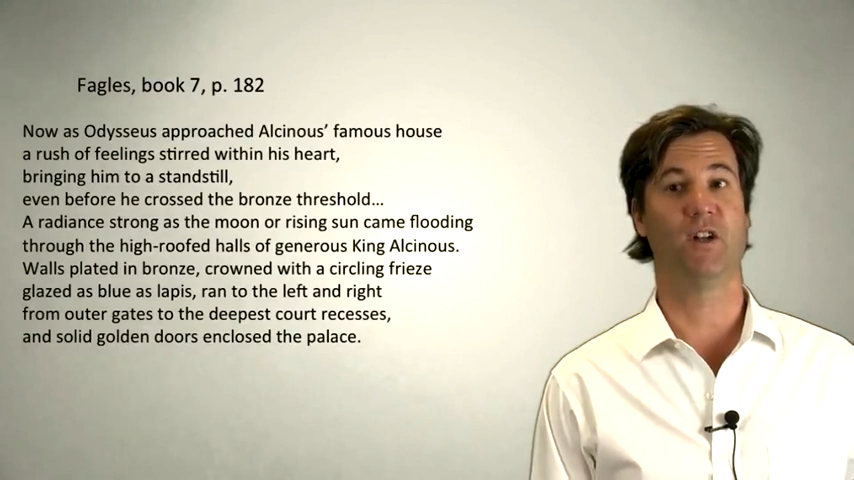 Fagles, book 7, p. 182
Now as Odysseus approached Alcinous’ famous house
a rush of feelings stirred within his heart,
bringing him to a standstill,
even before he crossed the bronze threshold…
A radiance strong as the moon or rising sun came flooding
through the high-roofed halls of generous King Alcinous.
Walls plated in bronze, crowned with a circling frieze
glazed as blue as lapis, ran to the left and right
from outer gates to the deepest court recesses,
and solid golden doors enclosed the palace.